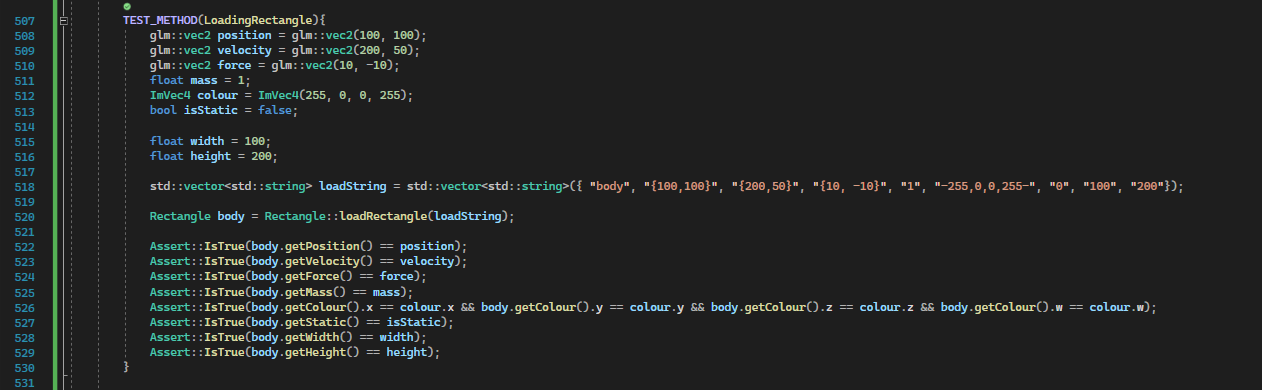 507 TEST_METHOD(LoadingRectangle){
508 glm::vec2 position = glm::vec2(100, 100);
509 glm::vec2 velocity = glm::vec2(200, 50);
510 glm::vec2 force = glm::vec2(10, -10);
511 float mass = 1;
512 ImVec4 colour = ImVec4(255, 0, 0, 255);
513 bool isStatic = false;
514
515 float width = 100;
516 float height = 200;
517
518 std::vector<std::string> loadString = std::vector<std::string>({ "body", "{100,100}", "{200,50}", "{10, -10}", "1", "-255,0,0,255-", "0", "100", "200"});
519
520 Rectangle body = Rectangle::loadRectangle(loadString);
521
522 Assert::IsTrue(body.getPosition() == position);
523 Assert::IsTrue(body.getVelocity() == velocity);
524 Assert::IsTrue(body.getForce() == force);
525 Assert::IsTrue(body.getMass() == mass);
526 Assert::IsTrue(body.getColour().x == colour.x && body.getColour().y == colour.y && body.getColour().z == colour.z && body.getColour().w == colour.w);
527 Assert::IsTrue(body.getStatic() == isStatic);
528 Assert::IsTrue(body.getWidth() == width);
529 Assert::IsTrue(body.getHeight() == height);
530 }
531